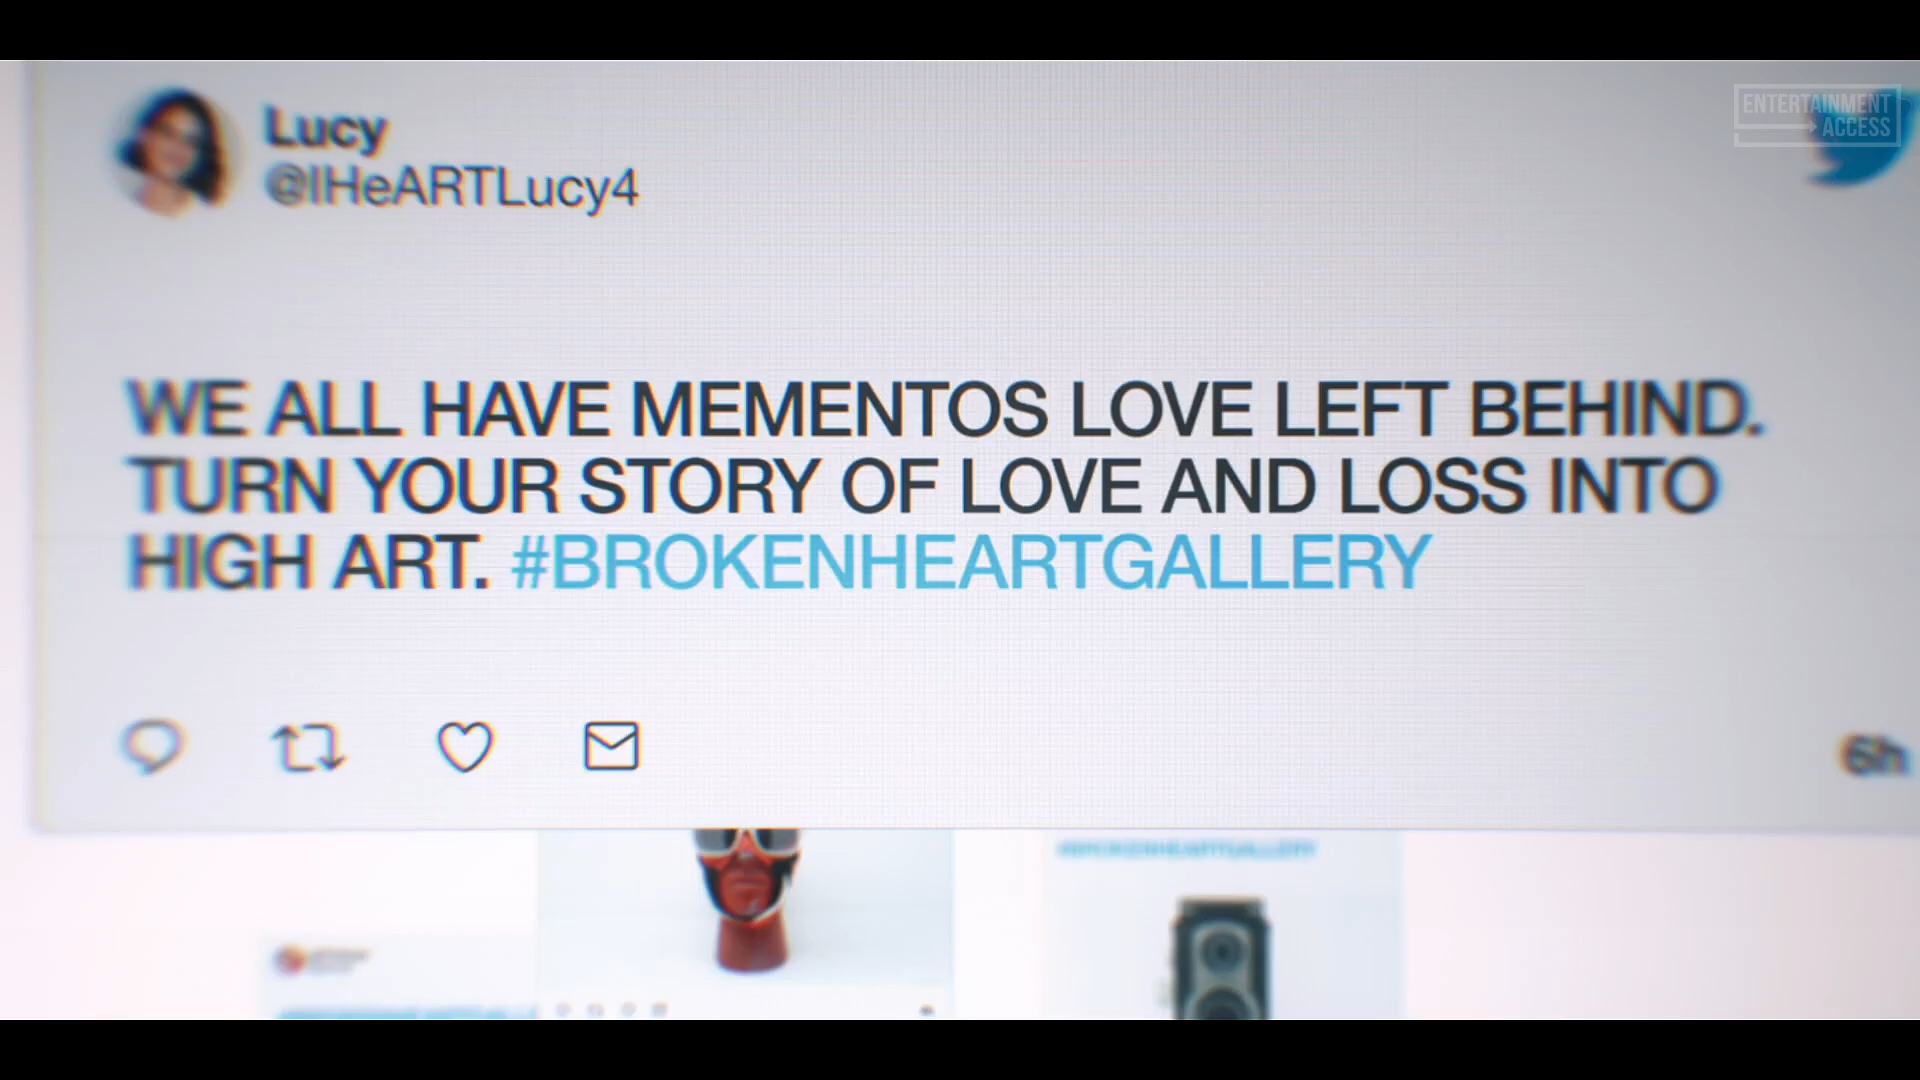 ENTERTAINMENT
ACCESS
Lucy
@IHeARTLucy4
WE ALL HAVE MEMENTOS LOVE LEFT BEHIND.
TURN YOUR STORY OF LOVE AND LOSS INTO
HIGH ART. #BROKENHEARTGALLERY
6h
#BROKENHEARTGALLERY